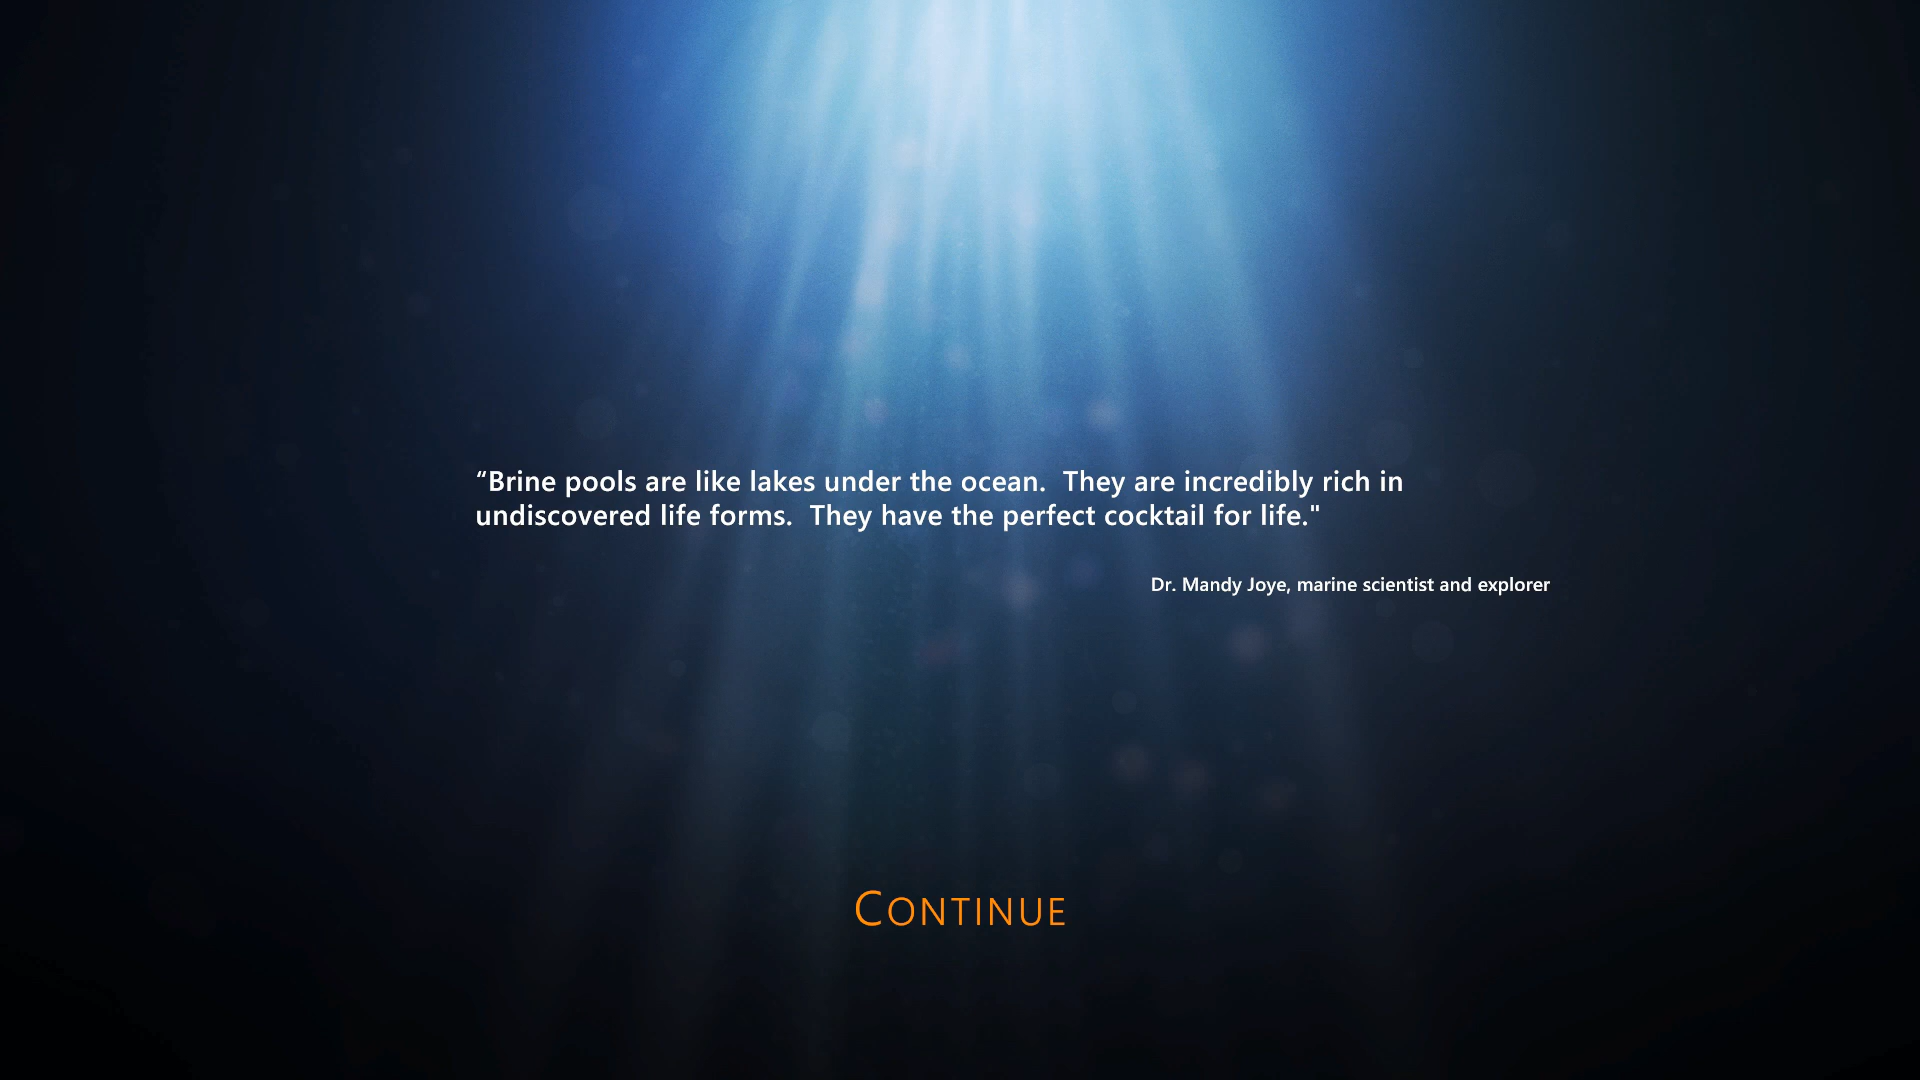 “Brine pools are like lakes under the ocean.  They are incredibly rich in
undiscovered life forms.  They have the perfect cocktail for life."
Dr. Mandy Joye, marine scientist and explorer
CONTINUE